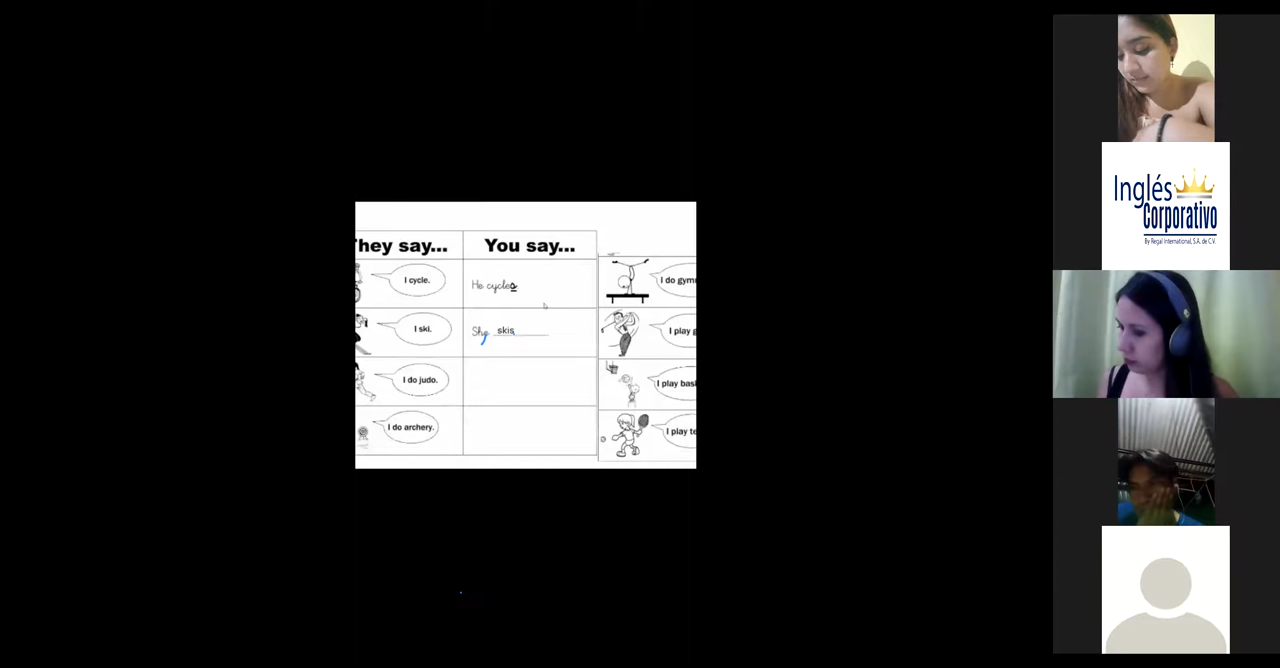 They say...
You say...
I cycle.
He cycles
I ski.
She skis
I do judo.
I do archery.
I do gym
I play g
I play bas
I play te
Inglés
Corporativo
By Regal International, S.A. de C.V.